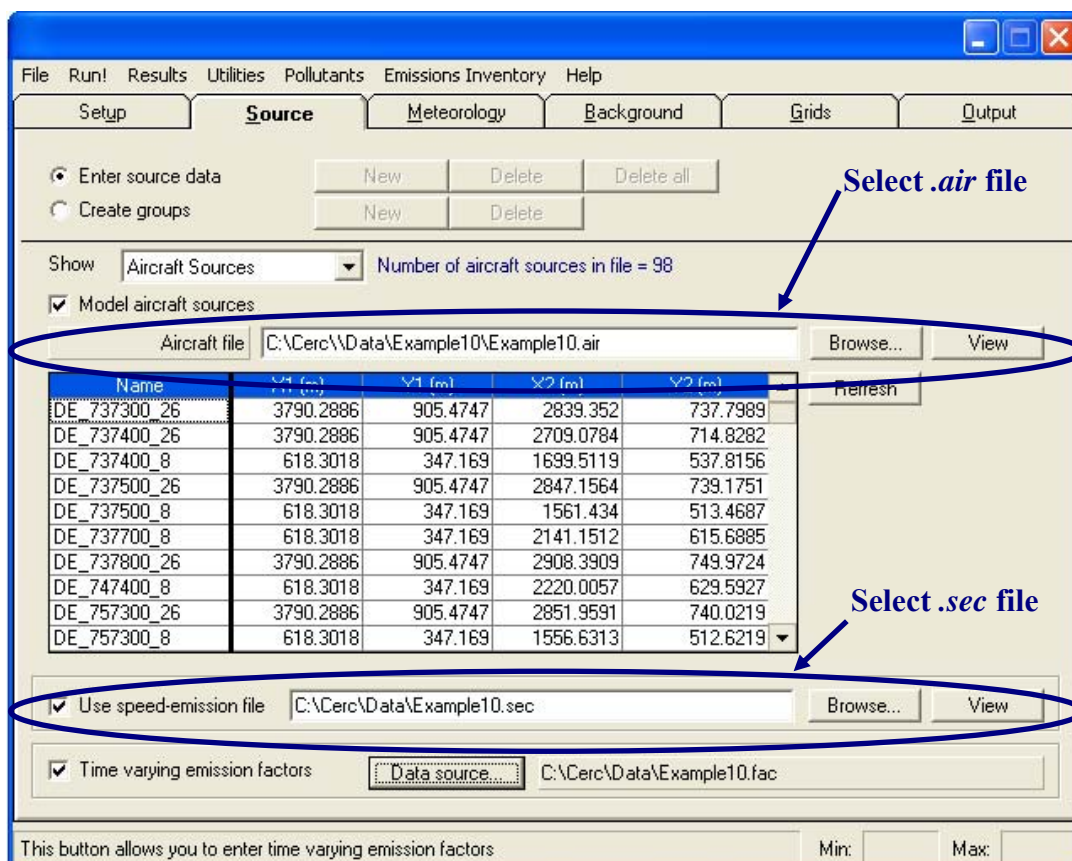 File Run! Results Utilities Pollutants Emissions Inventory Help
Setup Source Meteorology Background Grids Output
Enter source data New Delete Delete all
Select .air file
Create groups New Delete
Show Aircraft Sources Number of aircraft sources in file = 98
Model aircraft sources
Aircraft file C:\Cerc\\Data\Example10\Example10.air Browse... View
Name X1 (m) Y1 (m) X2 (m) Y2 (m) Refresh
DE_737300_26 3790.2886 905.4747 2839.352 737.7989
DE_737400_26 3790.2886 905.4747 2709.0784 714.8282
DE_737400_8 618.3018 347.169 1699.5119 537.8156
DE_737500_26 3790.2886 905.4747 2847.1564 739.1751
DE_737500_8 618.3018 347.169 1561.434 513.4687
DE_737700_8 618.3018 347.169 2141.1512 615.6885
DE_737800_26 3790.2886 905.4747 2908.3909 749.9724
DE_747400_8 618.3018 347.169 2220.0057 629.5927
DE_757300_26 3790.2886 905.4747 2851.9591 740.0219
DE_757300_8 618.3018 347.169 1556.6313 512.6219
Select .sec file
Use speed-emission file C:\Cerc\Data\Example10.sec Browse... View
Time varying emission factors Data source... C:\Cerc\Data\Example10.fac
This button allows you to enter time varying emission factors Min: Max: